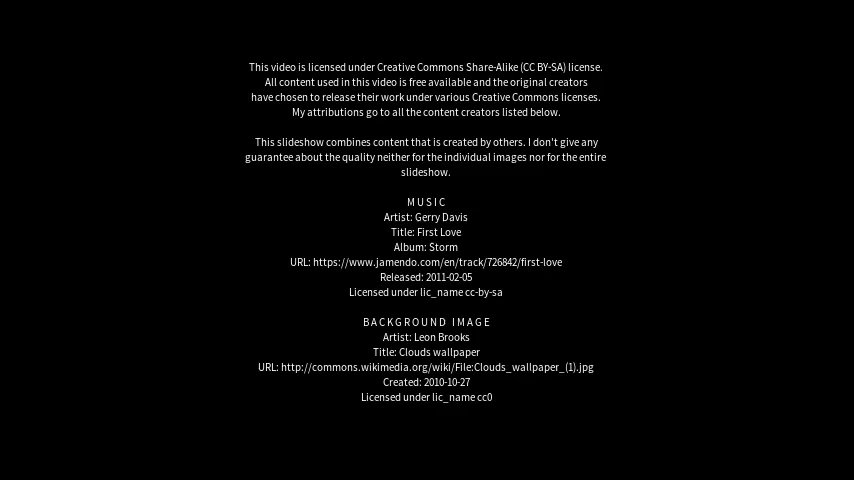 This video is licensed under Creative Commons Share-Alike (CC BY-SA) license.
All content used in this video is free available and the original creators
have chosen to release their work under various Creative Commons licenses.
My attributions go to all the content creators listed below.
This slideshow combines content that is created by others. I don't give any
guarantee about the quality neither for the individual images nor for the entire
slideshow.
MUSIC
Artist: Gerry Davis
Title: First Love
Album: Storm
URL: https://www.jamendo.com/en/track/726842/first-love
Released: 2011-02-05
Licensed under lic_name cc-by-sa
BACKGROUND IMAGE
Artist: Leon Brooks
Title: Clouds wallpaper
URL: http://commons.wikimedia.org/wiki/File:Clouds_wallpaper_(1).jpg
Created: 2010-10-27
Licensed under lic_name cc0